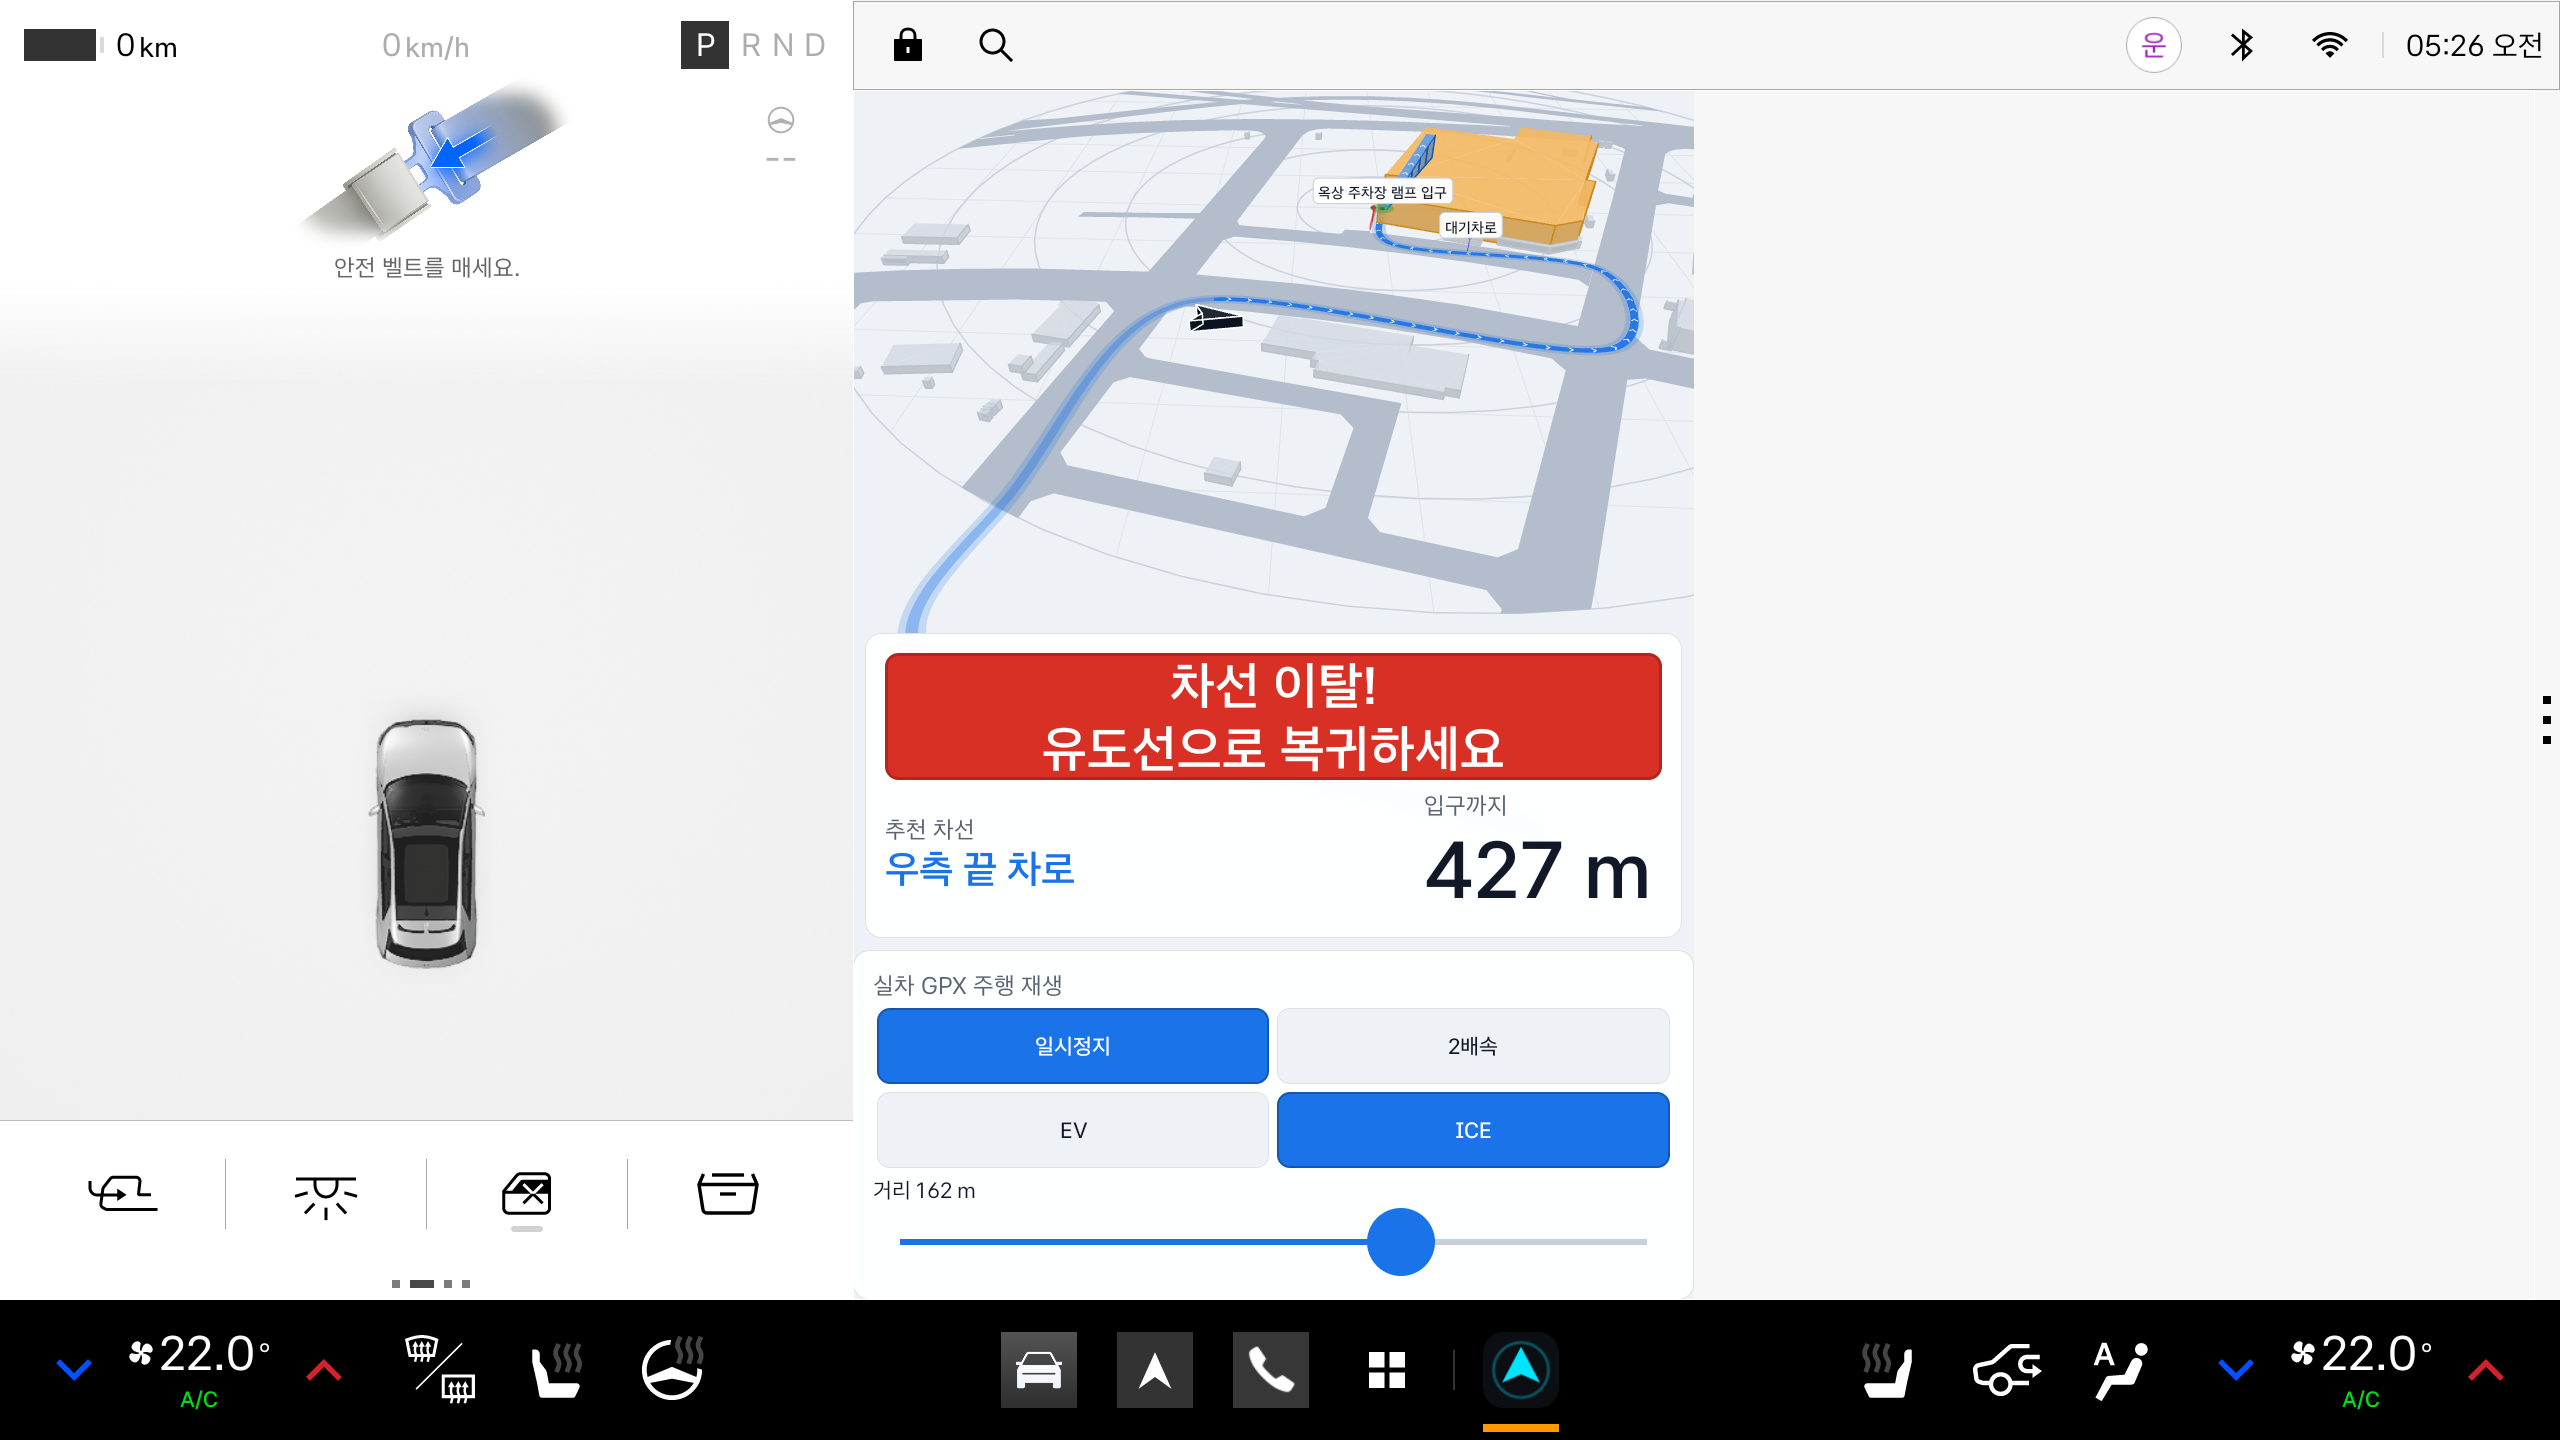 0 km
0 km/h
P R N D
운
05:26 오전
안전 벨트를 매세요.
--
옥상 주차장 램프 입구
대기차로
차선 이탈!
유도선으로 복귀하세요
추천 차선
우측 끝 차로
입구까지
427 m
실차 GPX 주행 재생
일시정지
2배속
EV
ICE
거리 162 m
22.0°
A/C
A
22.0°
A/C